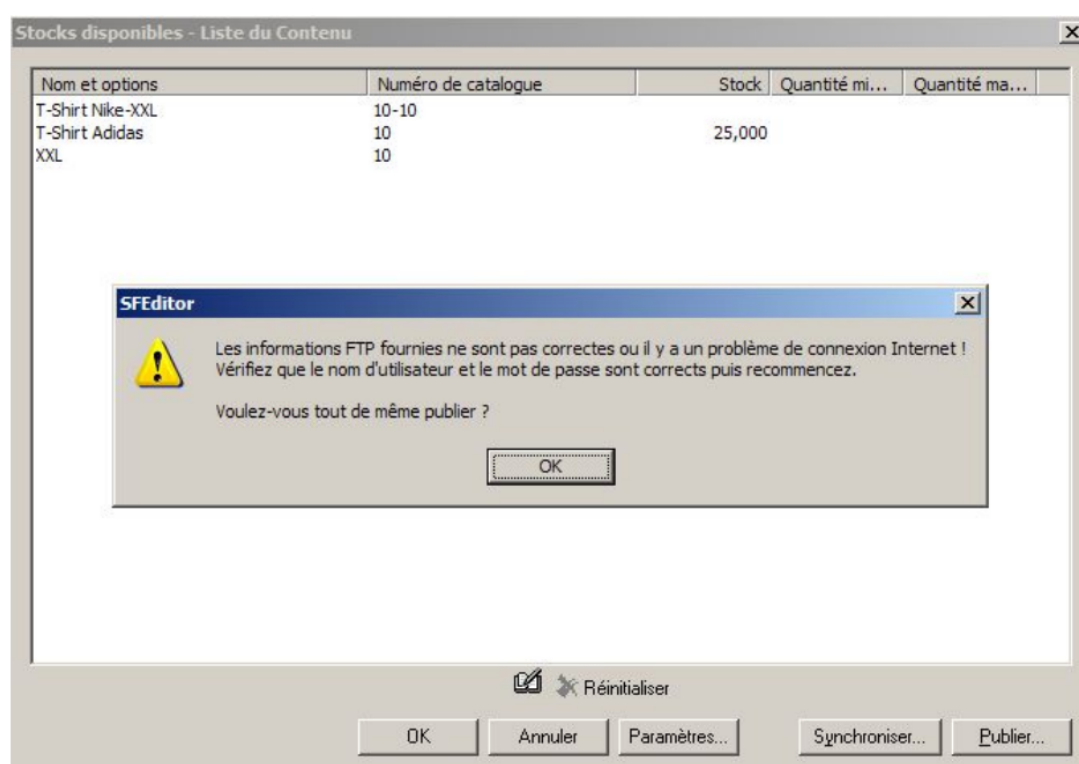 Stocks disponibles - Liste du Contenu
Nom et options Numéro de catalogue Stock Quantité mi... Quantité ma...
T-Shirt Nike-XXL 10-10
T-Shirt Adidas 10 25,000
XXL 10
SFEditor
Les informations FTP fournies ne sont pas correctes ou il y a un problème de connexion Internet !
Vérifiez que le nom d'utilisateur et le mot de passe sont corrects puis recommencez.
Voulez-vous tout de même publier ?
OK
Réinitialiser
OK Annuler Paramètres... Synchroniser... Publier...